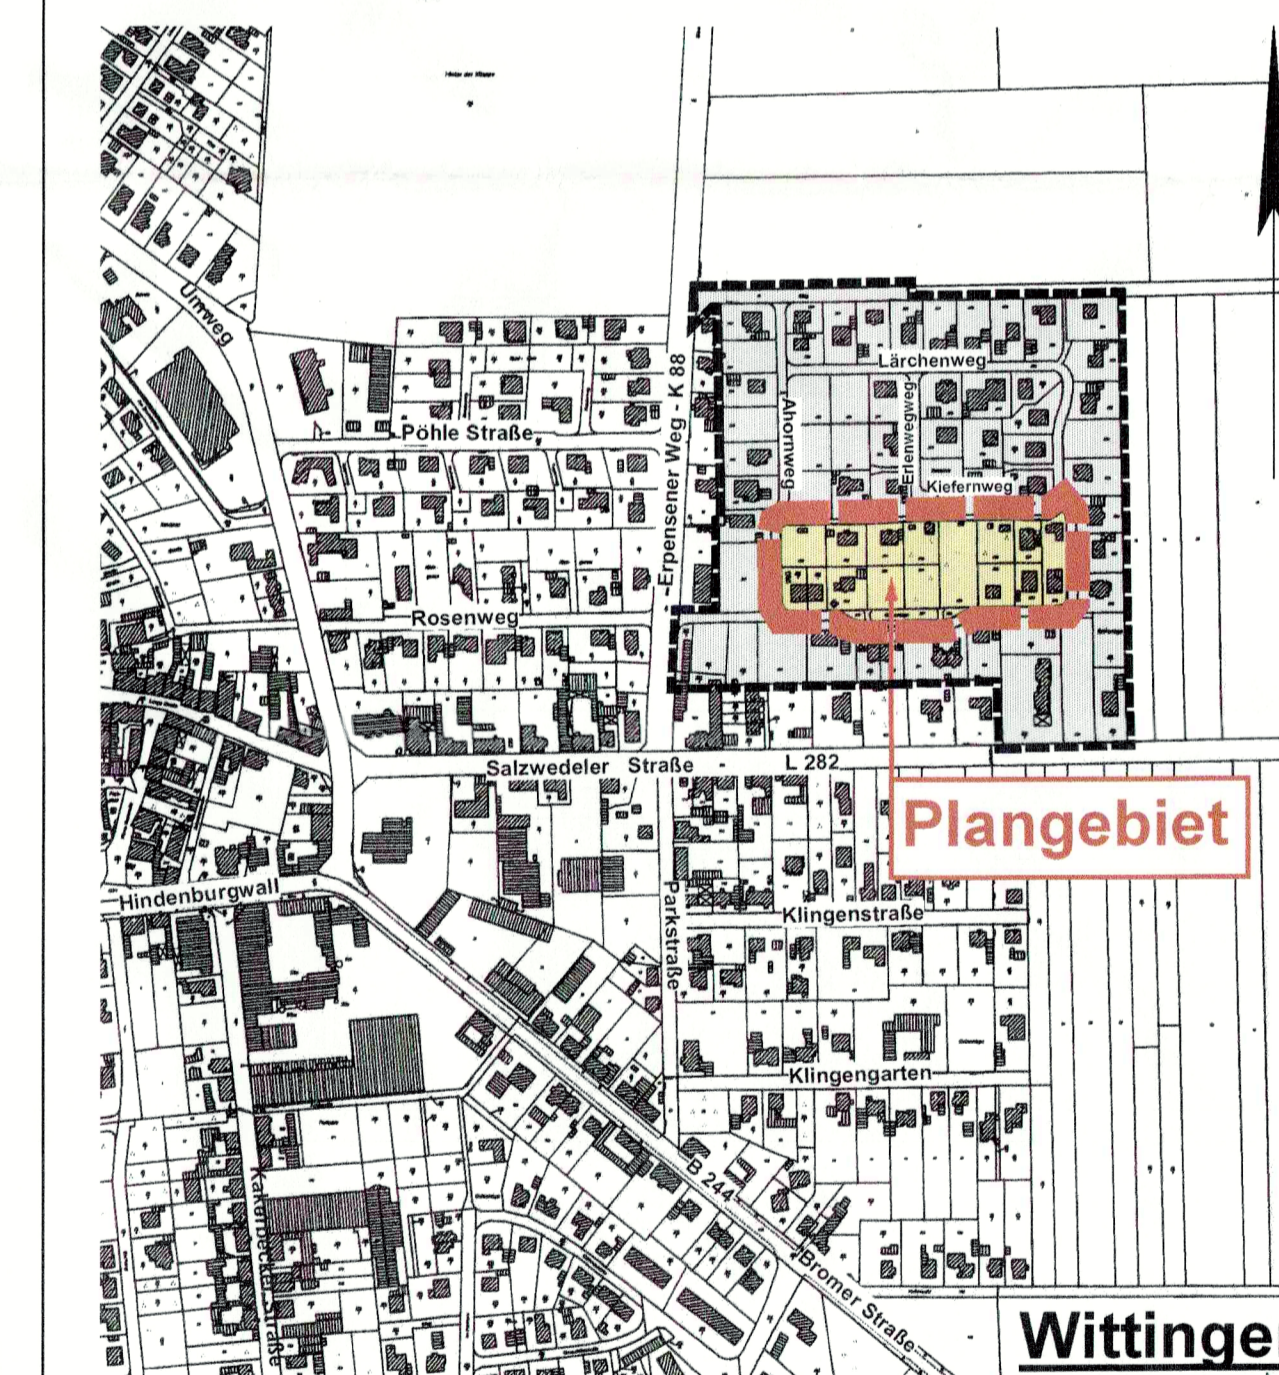 Umweg
Lärchenweg
Erpensener Weg - K 88
Ahornweg
Erlenwegweg
Pöhle Straße
Kiefernweg
Rosenweg
Salzwedeler Straße L 282
Plangebiet
Hindenburgwall
Parkstraße
Klingenstraße
Klingengarten
B 244
Kakerbecker Straße
Bromer Straße
Wittinge